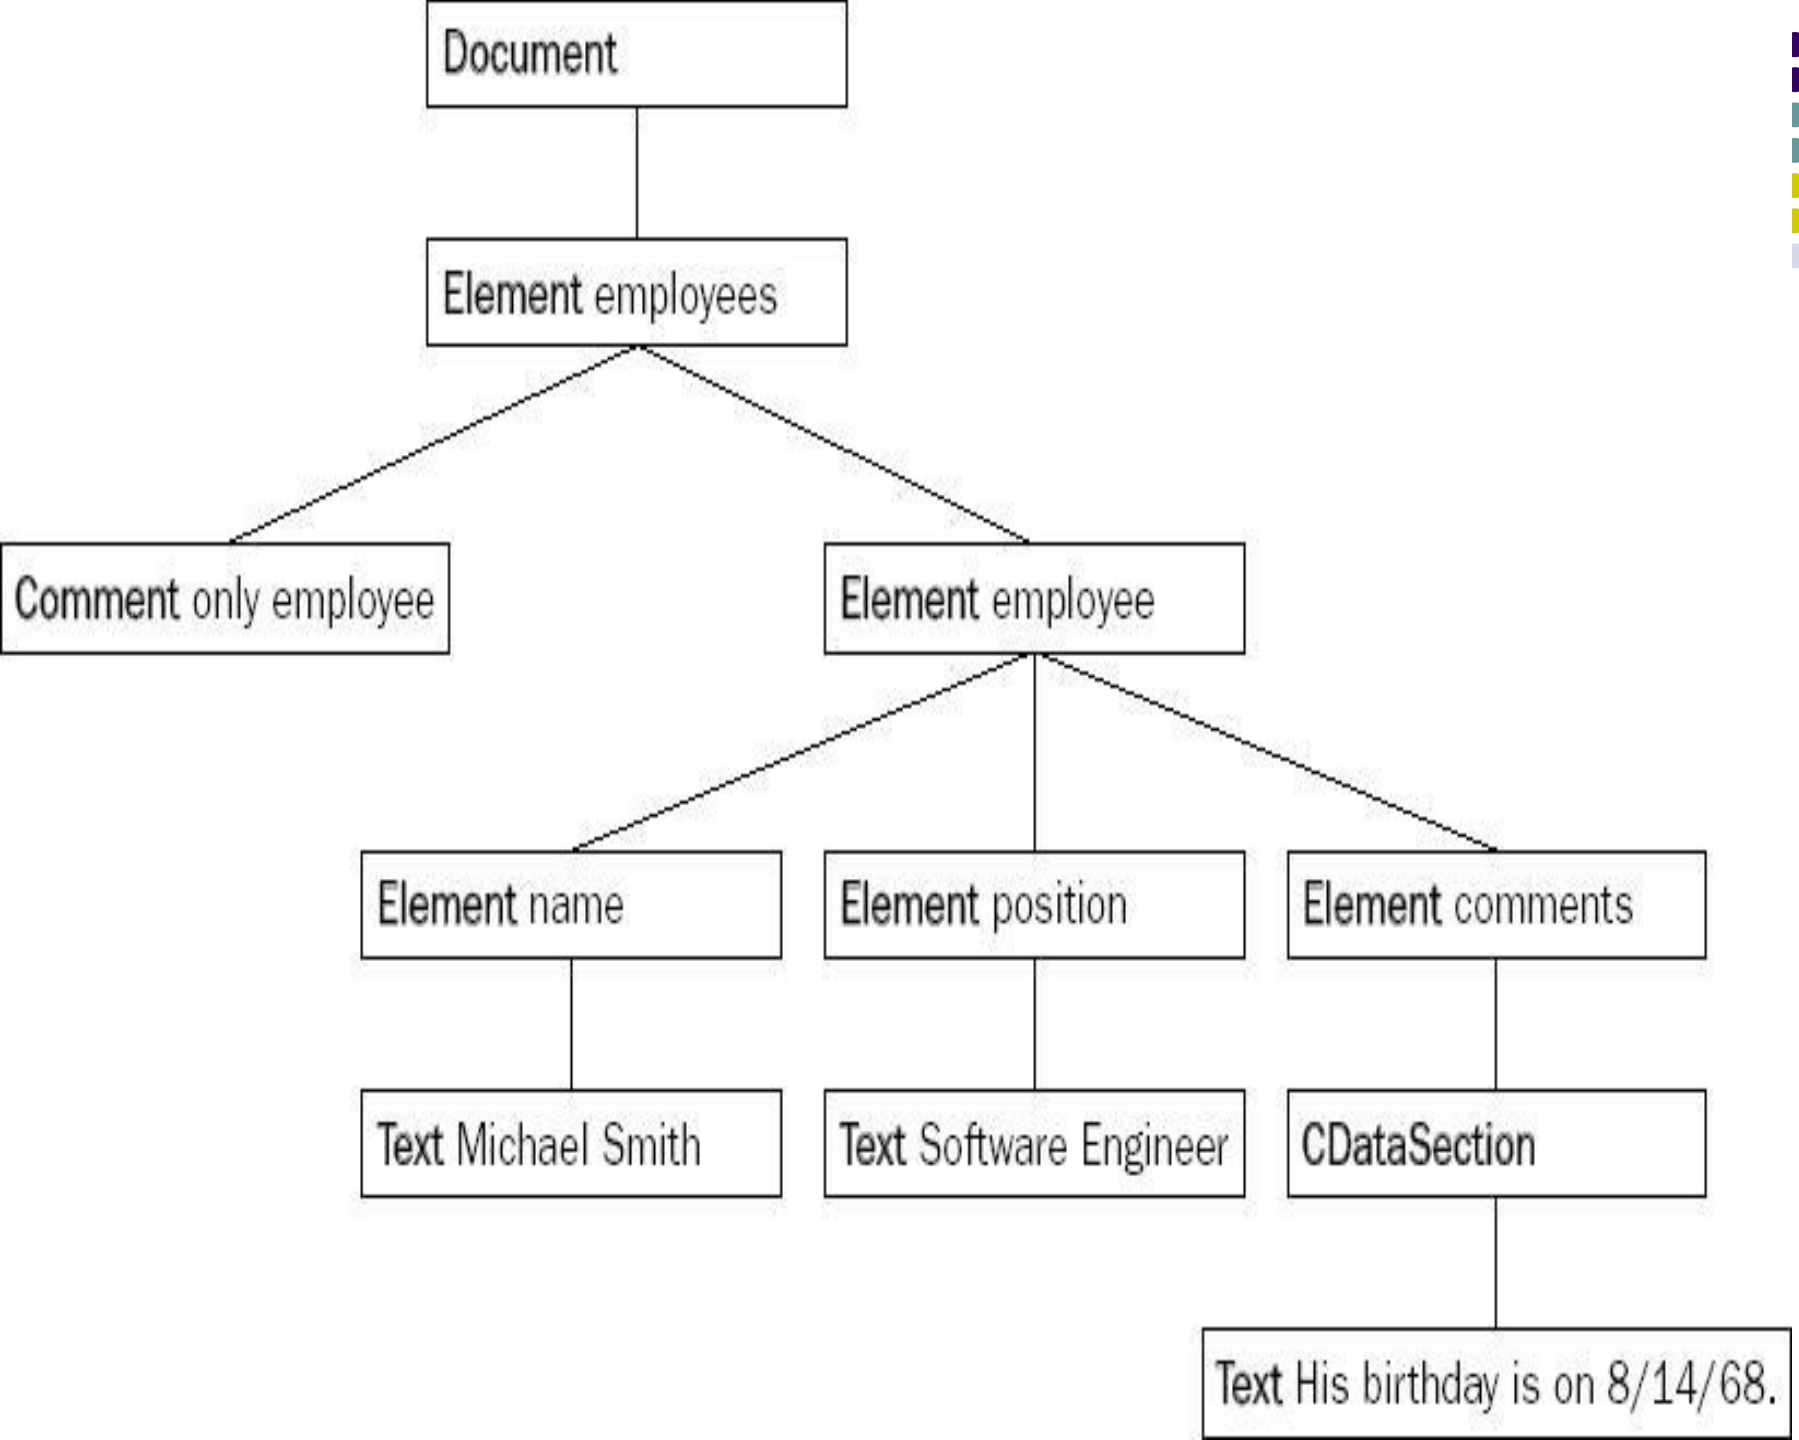 Document
Element employees
Comment only employee
Element employee
Element name
Element position
Element comments
Text Michael Smith
Text Software Engineer
CDataSection
Text His birthday is on 8/14/68.